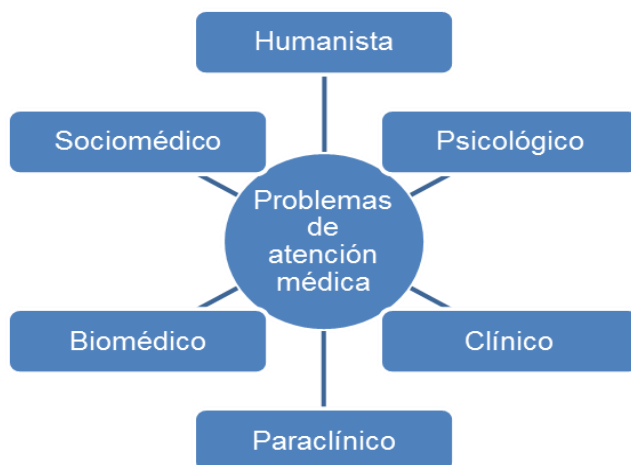 Humanista
Sociomédico
Psicológico
Problemas
de
atención
médica
Biomédico
Clínico
Paraclínico